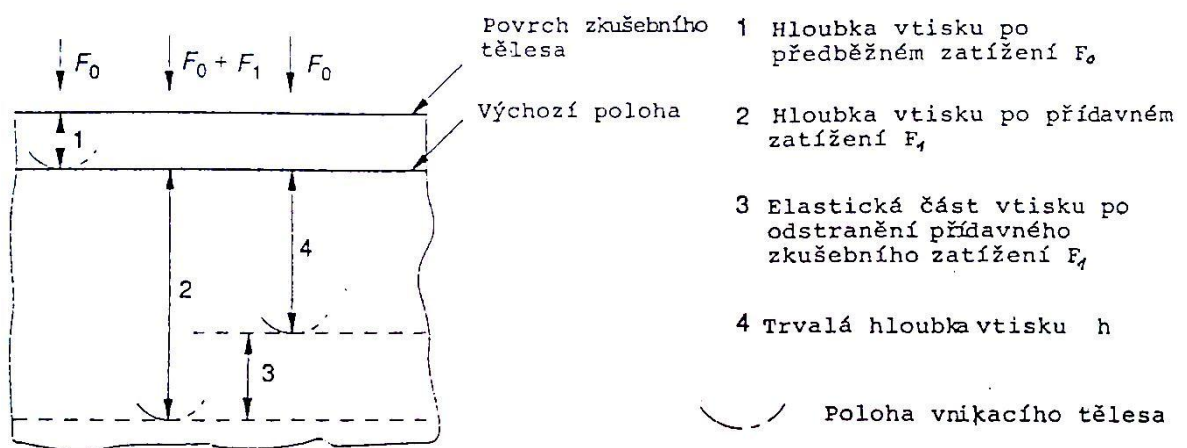 F₀
F₀ + F₁
F₀
1
2
4
3
Povrch zkušebního
tělesa
Výchozí poloha
1 Hloubka vtisku po
předběžném zatížení F₀
2 Hloubka vtisku po přídavném
zatížení F₁
3 Elastická část vtisku po
odstranění přídavného
zkušebního zatížení F₁
4 Trvalá hloubka vtisku h
Poloha vnikacího tělesa